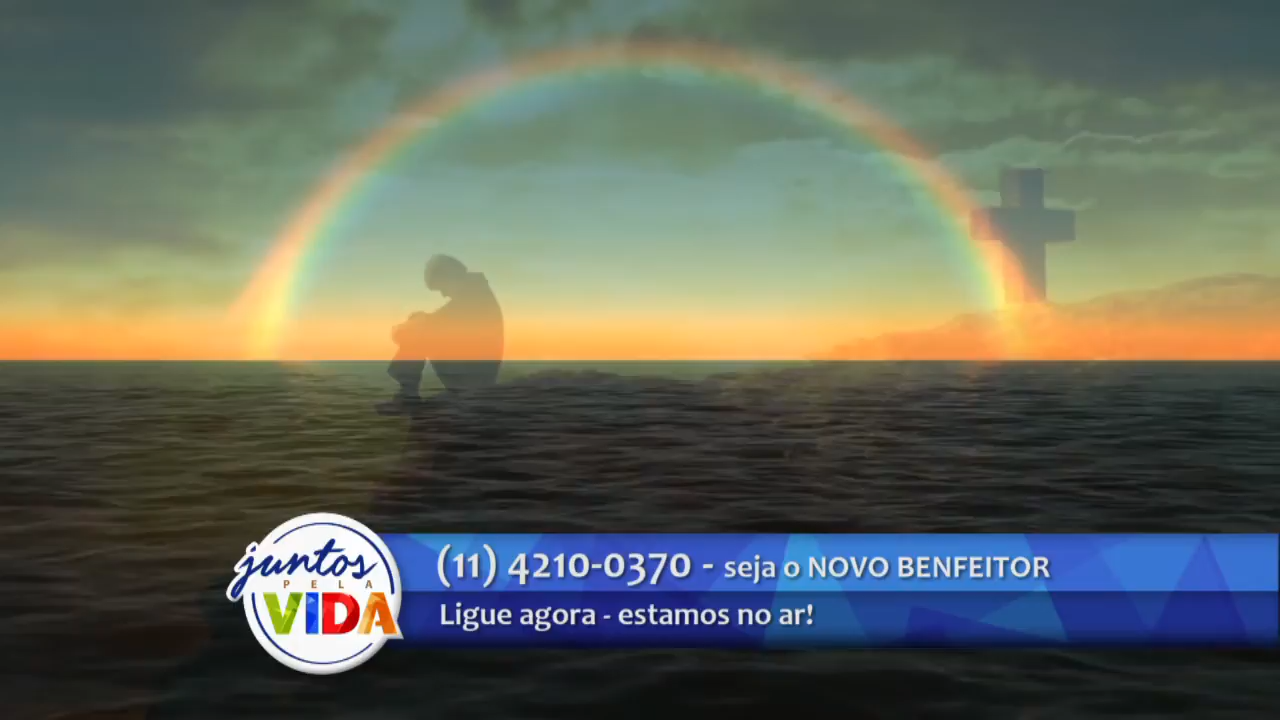 juntos
PELA
VIDA
(11) 4210-0370 - seja o NOVO BENFEITOR
Ligue agora - estamos no ar!